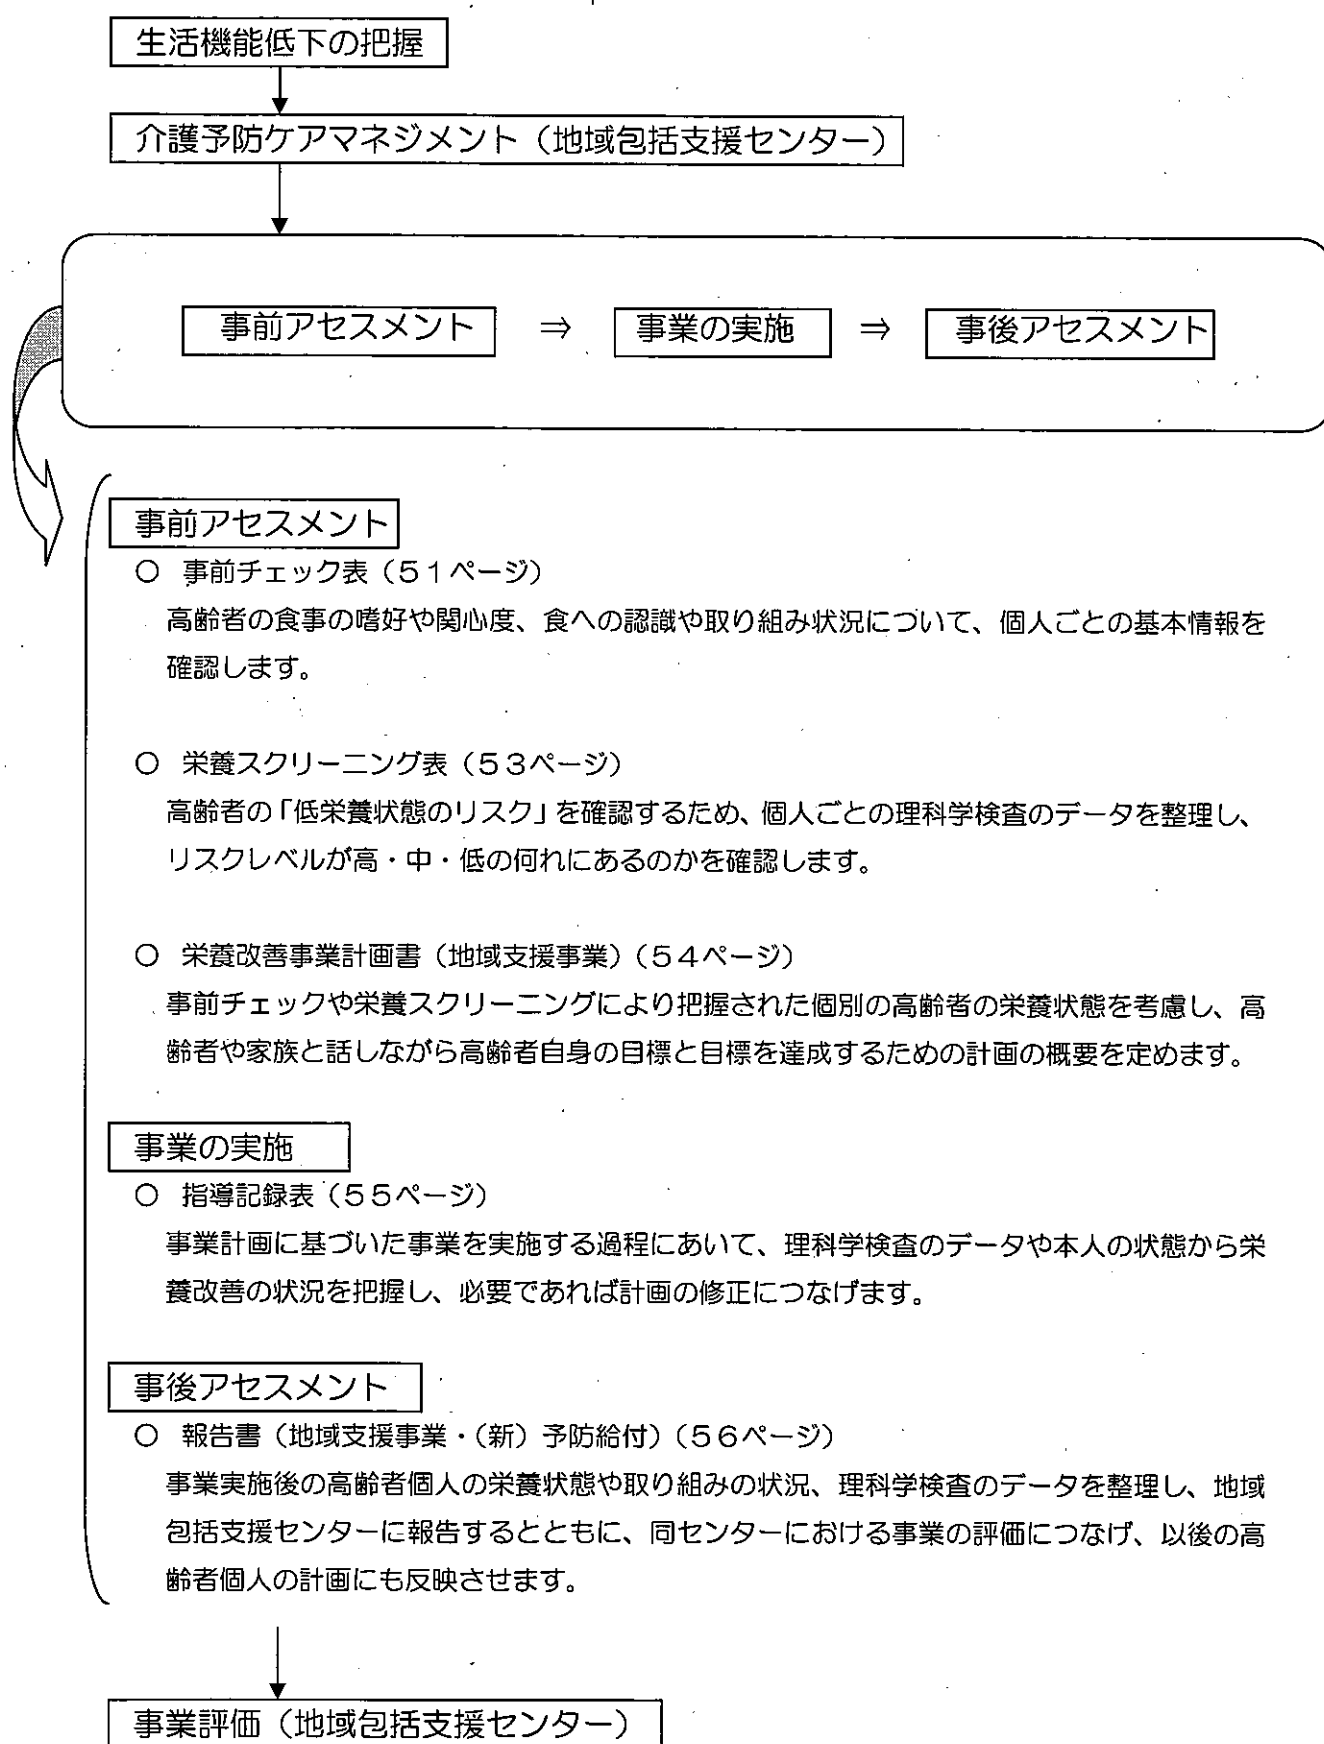 生活機能低下の把握
介護予防ケアマネジメント（地域包括支援センター）
事前アセスメント ⇒ 事業の実施 ⇒ 事後アセスメント
事前アセスメント
○ 事前チェック表（５１ページ）
高齢者の食事の嗜好や関心度、食への認識や取り組み状況について、個人ごとの基本情報を
確認します。
○ 栄養スクリーニング表（５３ページ）
高齢者の「低栄養状態のリスク」を確認するため、個人ごとの理科学検査のデータを整理し、
リスクレベルが高・中・低の何れにあるのかを確認します。
○ 栄養改善事業計画書（地域支援事業）（５４ページ）
事前チェックや栄養スクリーニングにより把握された個別の高齢者の栄養状態を考慮し、高
齢者や家族と話しながら高齢者自身の目標と目標を達成するための計画の概要を定めます。
事業の実施
○ 指導記録表（５５ページ）
事業計画に基づいた事業を実施する過程にあいて、理科学検査のデータや本人の状態から栄
養改善の状況を把握し、必要であれば計画の修正につなげます。
事後アセスメント
○ 報告書（地域支援事業・（新）予防給付）（５６ページ）
事業実施後の高齢者個人の栄養状態や取り組みの状況、理科学検査のデータを整理し、地域
包括支援センターに報告するとともに、同センターにおける事業の評価につなげ、以後の高
齢者個人の計画にも反映させます。
事業評価（地域包括支援センター）